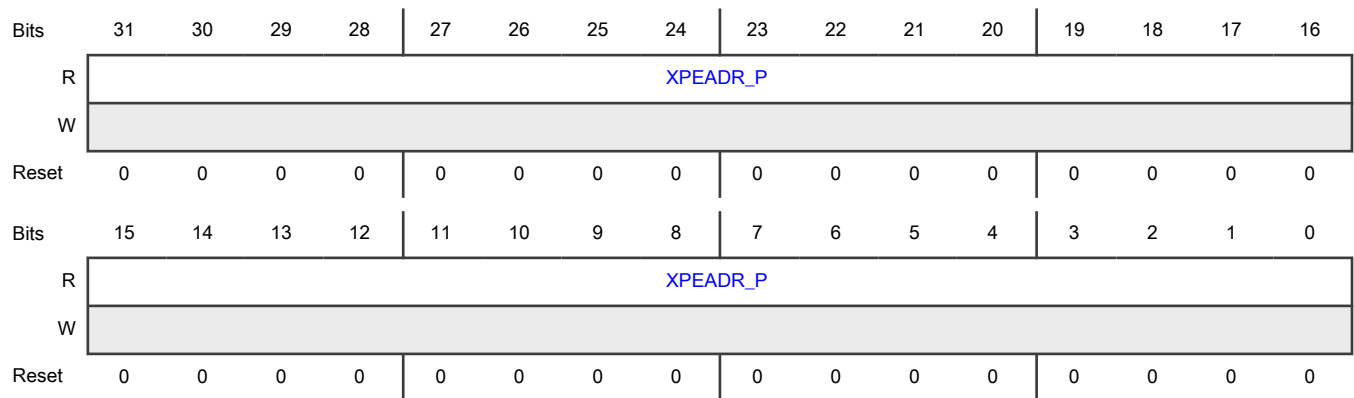 Bits 31 30 29 28 27 26 25 24 23 22 21 20 19 18 17 16
R XPEADR_P
W
Reset 0 0 0 0 0 0 0 0 0 0 0 0 0 0 0 0
Bits 15 14 13 12 11 10 9 8 7 6 5 4 3 2 1 0
R XPEADR_P
W
Reset 0 0 0 0 0 0 0 0 0 0 0 0 0 0 0 0